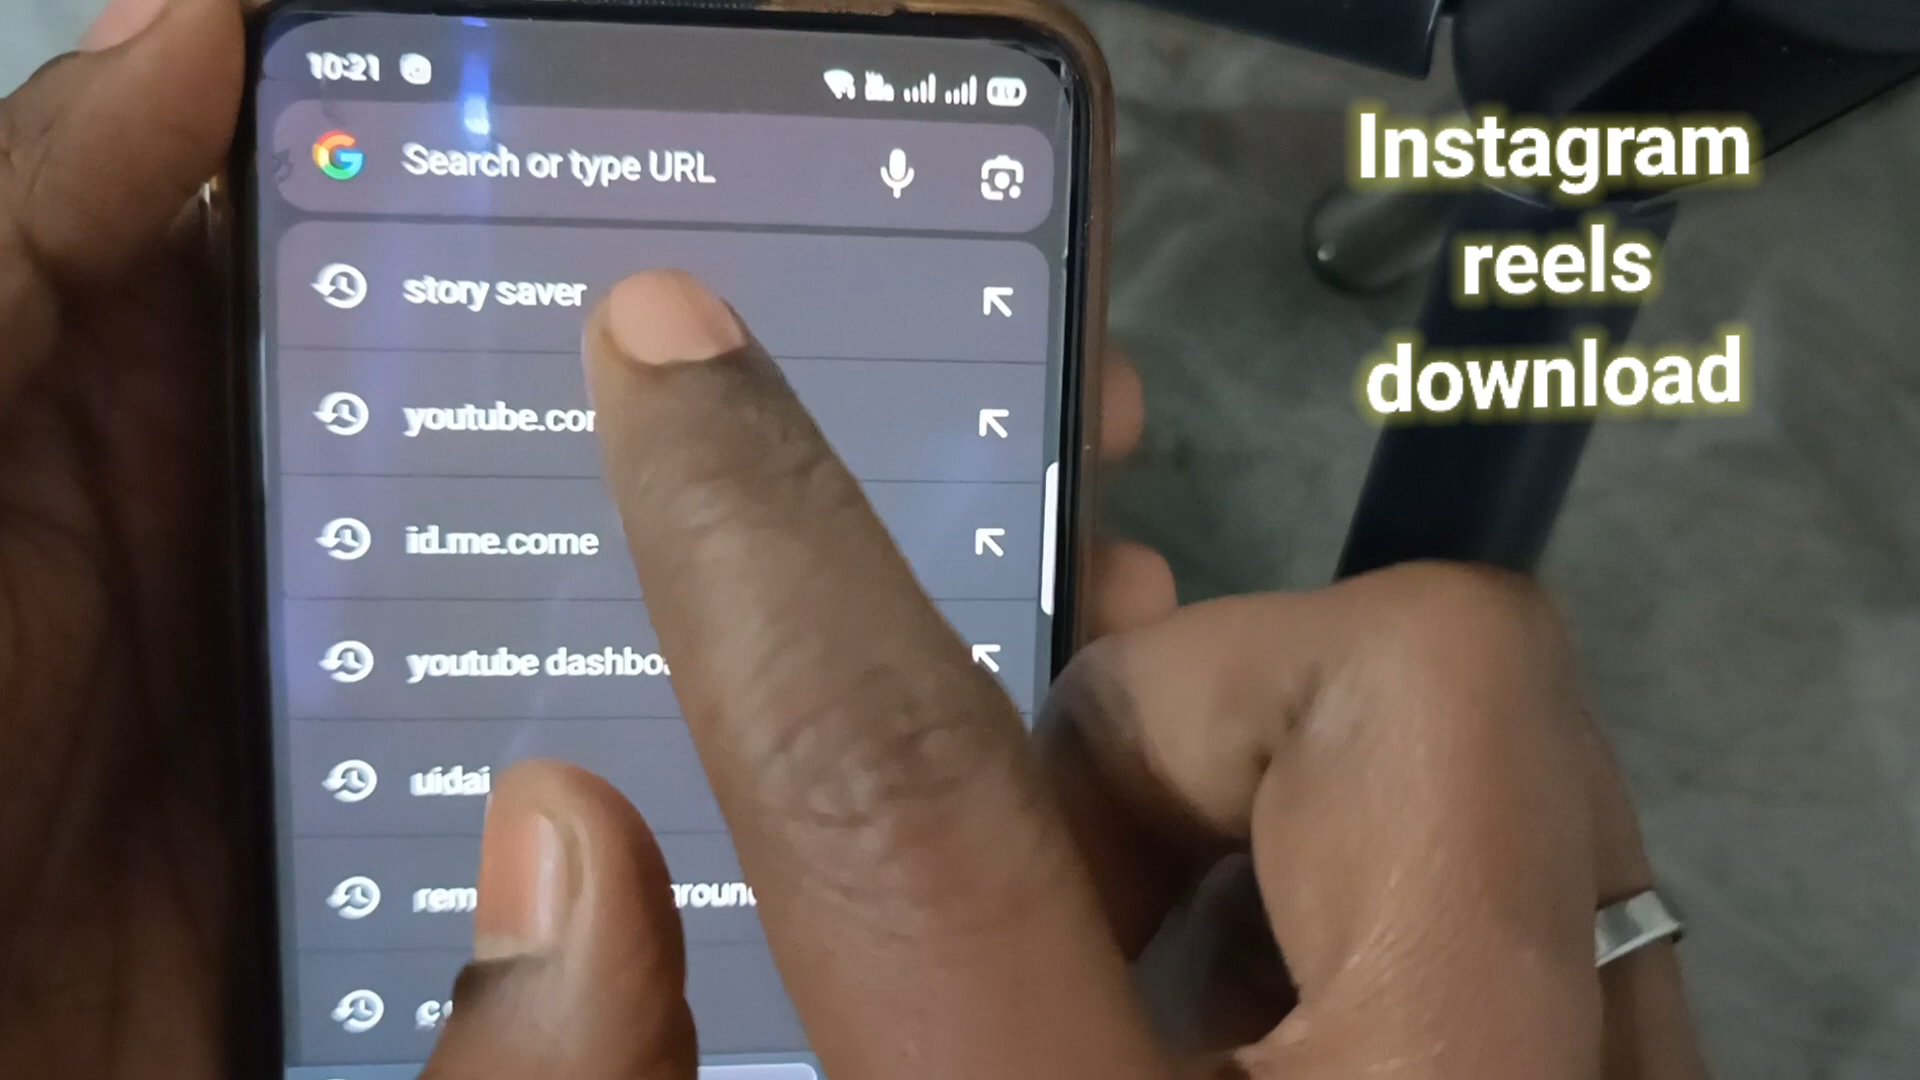 10:21
Search or type URL
story saver
youtube.co
id.me.come
youtube dashbo
uidai
rem
Instagram
reels
download